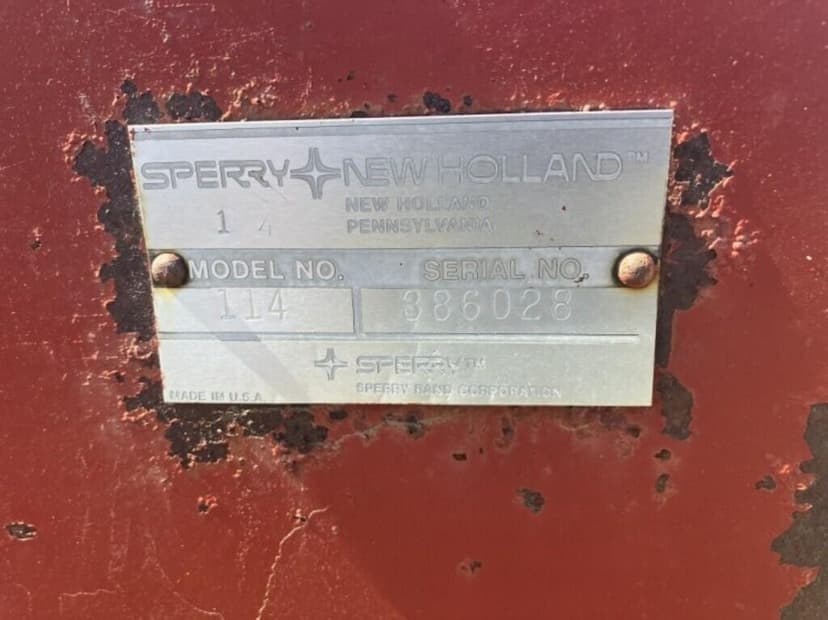 SPERRY NEW HOLLAND™
NEW HOLLAND
1 4 PENNSYLVANIA
MODEL NO. SERIAL NO.
114 386028
SPERRY™
SPERRY RAND CORPORATION
MADE IN U.S.A.